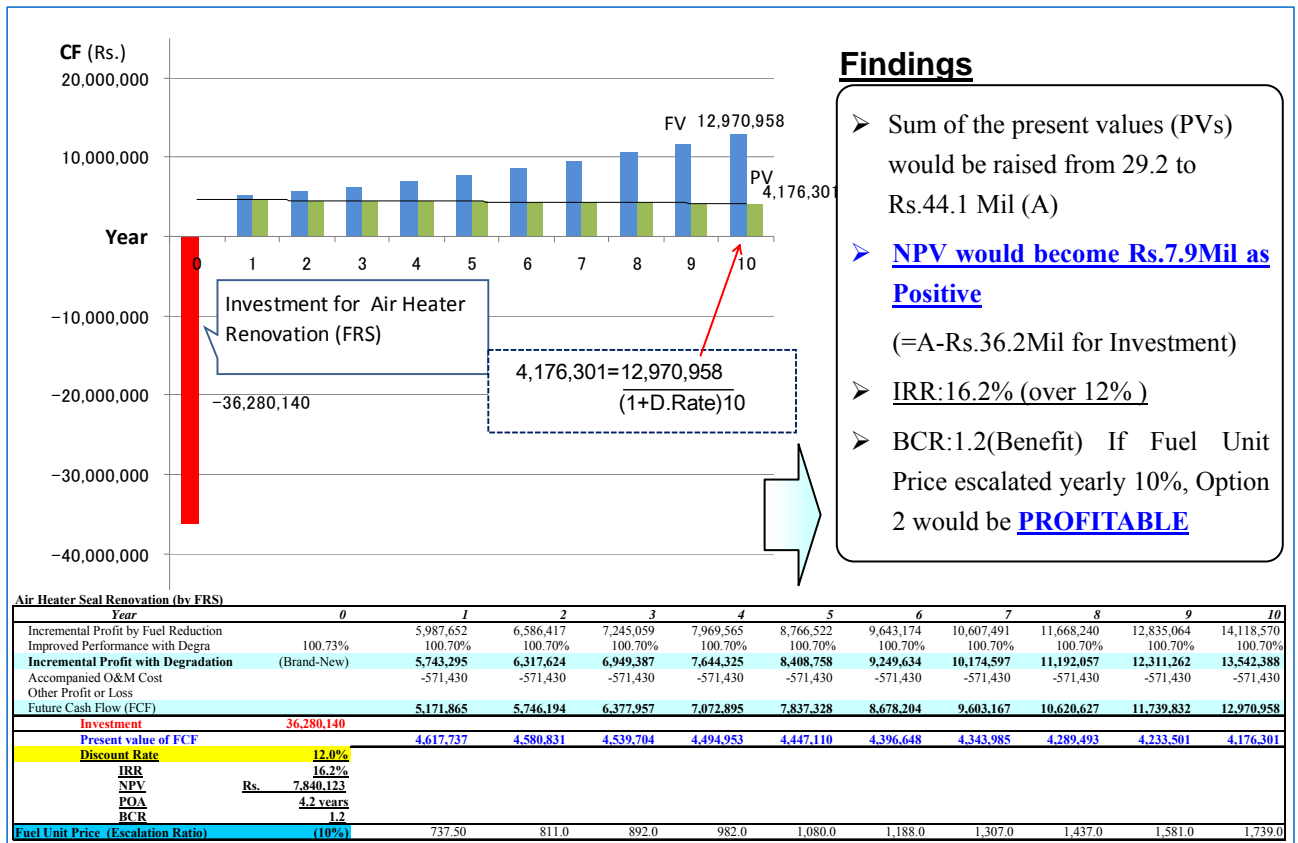 CF (Rs.)
20,000,000
10,000,000
Year
−10,000,000
−20,000,000
−30,000,000
−40,000,000
0 1 2 3 4 5 6 7 8 9 10
FV 12,970,958
PV
4,176,301
Investment for Air Heater
Renovation (FRS)
−36,280,140
4,176,301=12,970,958
(1+D.Rate)10
Findings
➢ Sum of the present values (PVs)
would be raised from 29.2 to
Rs.44.1 Mil (A)
➢ NPV would become Rs.7.9Mil as
Positive
(=A-Rs.36.2Mil for Investment)
➢ IRR:16.2% (over 12% )
➢ BCR:1.2(Benefit) If Fuel Unit
Price escalated yearly 10%, Option
2 would be PROFITABLE
Air Heater Seal Renovation (by FRS)
Year 0 1 2 3 4 5 6 7 8 9 10
Incremental Profit by Fuel Reduction 5,987,652 6,586,417 7,245,059 7,969,565 8,766,522 9,643,174 10,607,491 11,668,240 12,835,064 14,118,570
Improved Performance with Degra 100.73% 100.70% 100.70% 100.70% 100.70% 100.70% 100.70% 100.70% 100.70% 100.70% 100.70%
Incremental Profit with Degradation (Brand-New) 5,743,295 6,317,624 6,949,387 7,644,325 8,408,758 9,249,634 10,174,597 11,192,057 12,311,262 13,542,388
Accompanied O&M Cost -571,430 -571,430 -571,430 -571,430 -571,430 -571,430 -571,430 -571,430 -571,430 -571,430
Other Profit or Loss
Future Cash Flow (FCF) 5,171,865 5,746,194 6,377,957 7,072,895 7,837,328 8,678,204 9,603,167 10,620,627 11,739,832 12,970,958
Investment 36,280,140
Present value of FCF 4,617,737 4,580,831 4,539,704 4,494,953 4,447,110 4,396,648 4,343,985 4,289,493 4,233,501 4,176,301
Discount Rate 12.0%
IRR 16.2%
NPV Rs. 7,840,123
POA 4.2 years
BCR 1.2
Fuel Unit Price (Escalation Ratio) (10%) 737.50 811.0 892.0 982.0 1,080.0 1,188.0 1,307.0 1,437.0 1,581.0 1,739.0